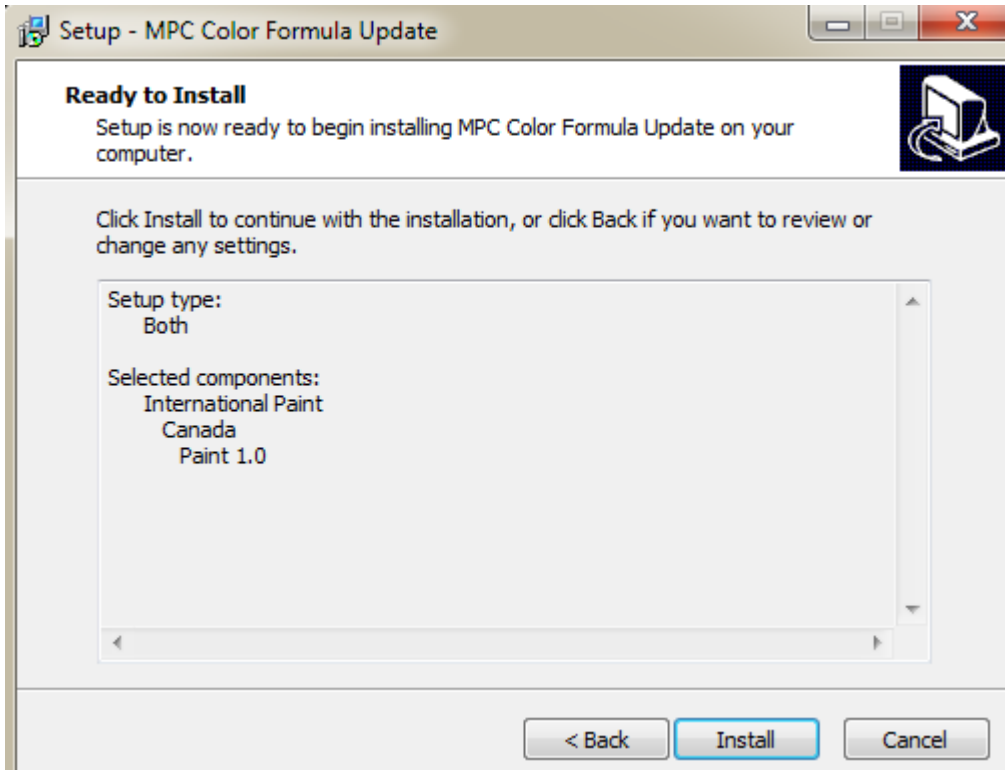 Setup - MPC Color Formula Update
Ready to Install
Setup is now ready to begin installing MPC Color Formula Update on your
computer.
Click Install to continue with the installation, or click Back if you want to review or
change any settings.
Setup type:
Both
Selected components:
International Paint
Canada
Paint 1.0
< Back
Install
Cancel